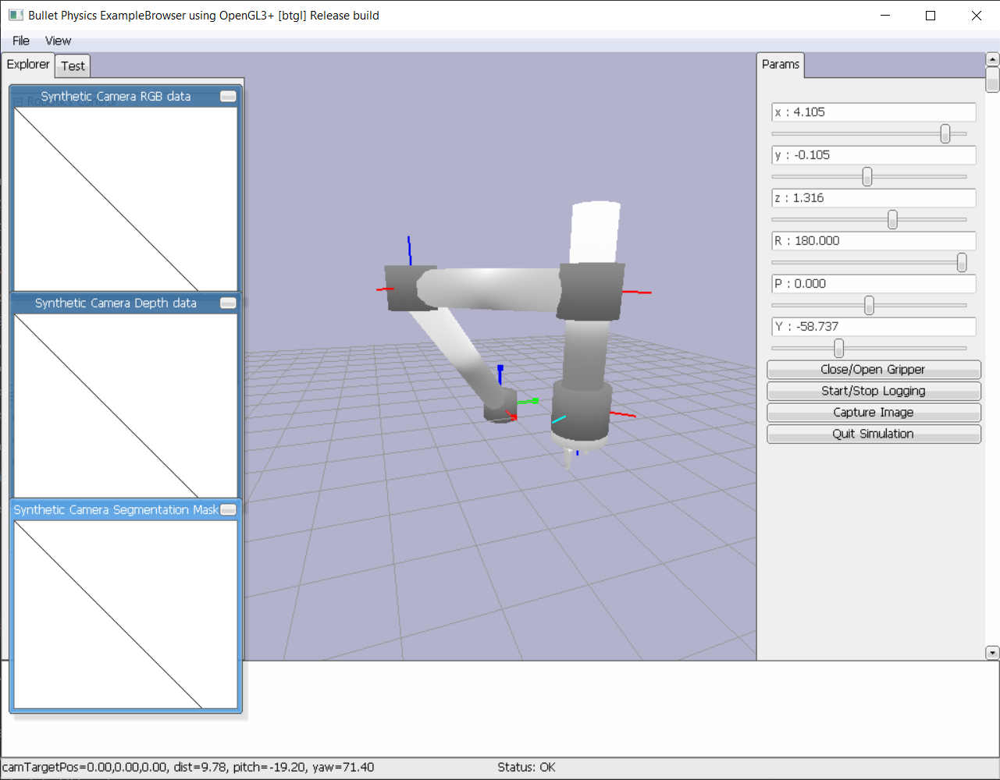 Bullet Physics ExampleBrowser using OpenGL3+ [btgl] Release build
File View
Explorer Test
Params
Synthetic Camera RGB data
Robotics Control
Synthetic Camera Depth data
Synthetic Camera Segmentation Mask
x : 4.105
y : -0.105
z : 1.316
R : 180.000
P : 0.000
Y : -58.737
Close/Open Gripper
Start/Stop Logging
Capture Image
Quit Simulation
camTargetPos=0.00,0.00,0.00, dist=9.78, pitch=-19.20, yaw=71.40
Status: OK